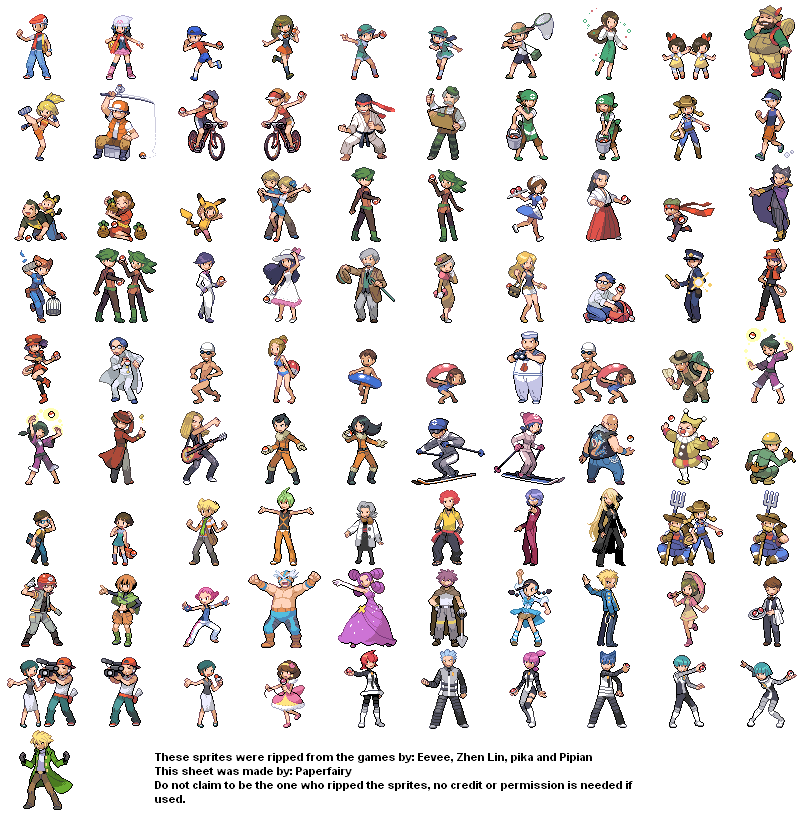 These sprites were ripped from the games by: Eevee, Zhen Lin, pika and Pipian
This sheet was made by: Paperfairy
Do not claim to be the one who ripped the sprites, no credit or permission is needed if
used.